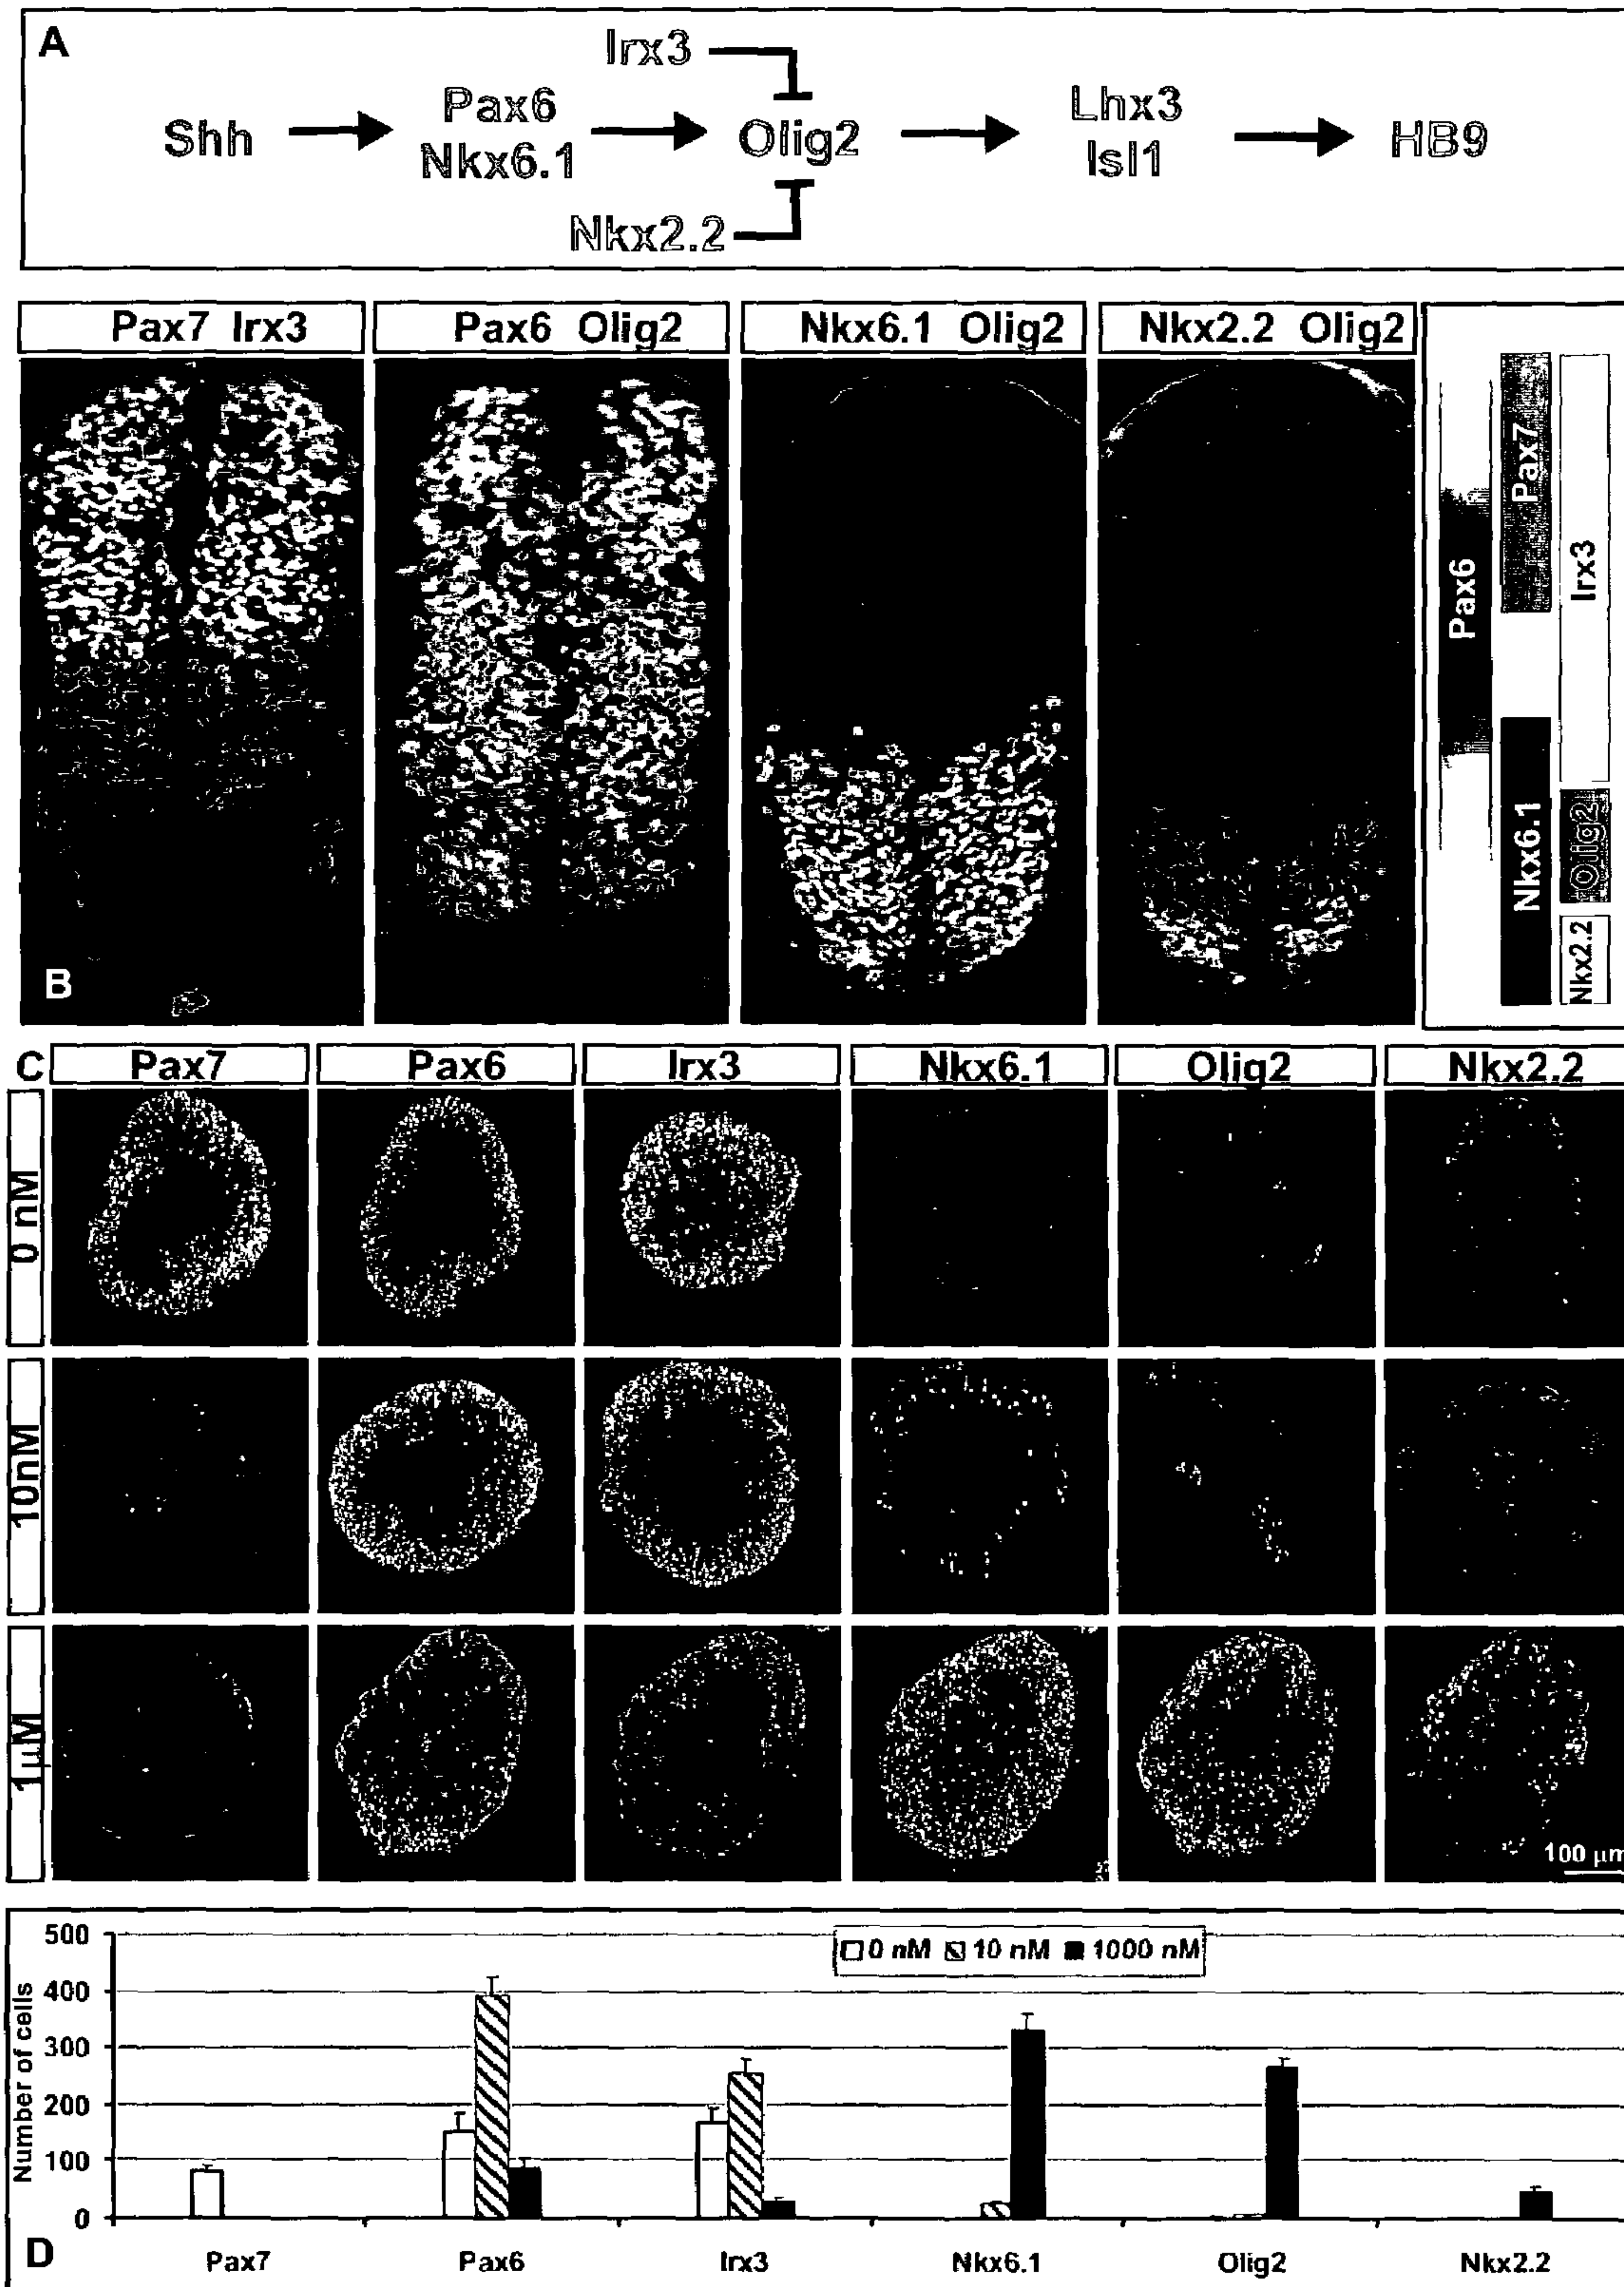 A
Irx3
Pax6
Lhx3
Shh
Olig2
HB9
Nkx6.1
Isl1
Nkx2.2
Pax7 Irx3
Pax6 Olig2
Nkx6.1 Olig2
Nkx2.2 Olig2
Pax6
Pax7
Irx3
Nkx6.1
Olig2
Nkx2.2
B
C
Pax7
Pax6
Irx3
Nkx6.1
Olig2
Nkx2.2
0 nM
10nM
1µM
100 µm
Number of cells
500
400
300
200
100
0
0 nM 10 nM 1000 nM
D
Pax7
Pax6
Irx3
Nkx6.1
Olig2
Nkx2.2